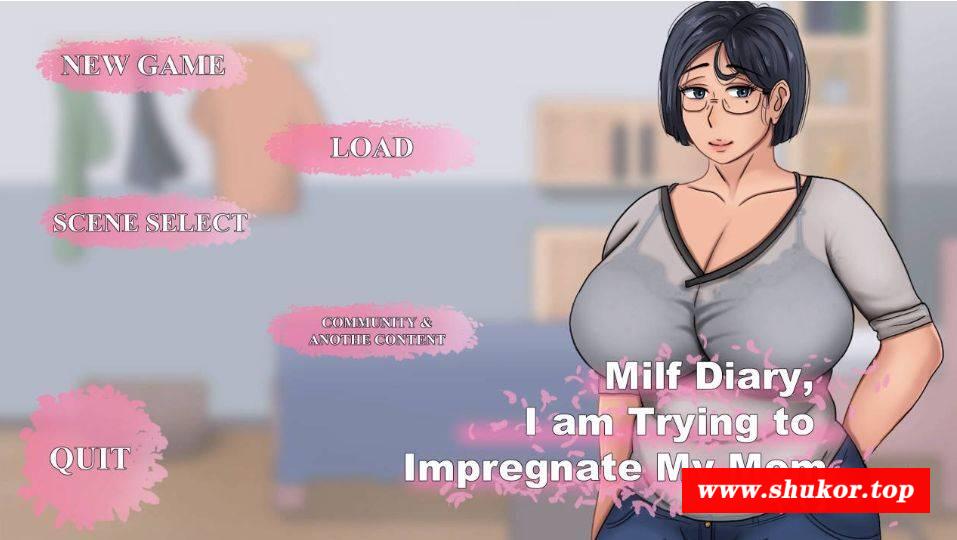 NEW GAME
LOAD
SCENE SELECT
COMMUNITY &
ANOTHE CONTENT
QUIT
Milf Diary,
I am Trying to
Impregnate My Mom
www.shukor.top